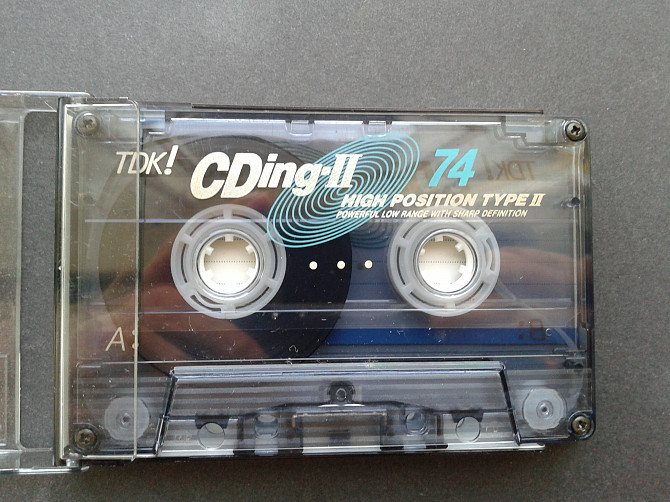 TDK!
CDing-II
74
HIGH POSITION TYPE II
POWERFUL LOW RANGE WITH SHARP DEFINITION
A:
B: